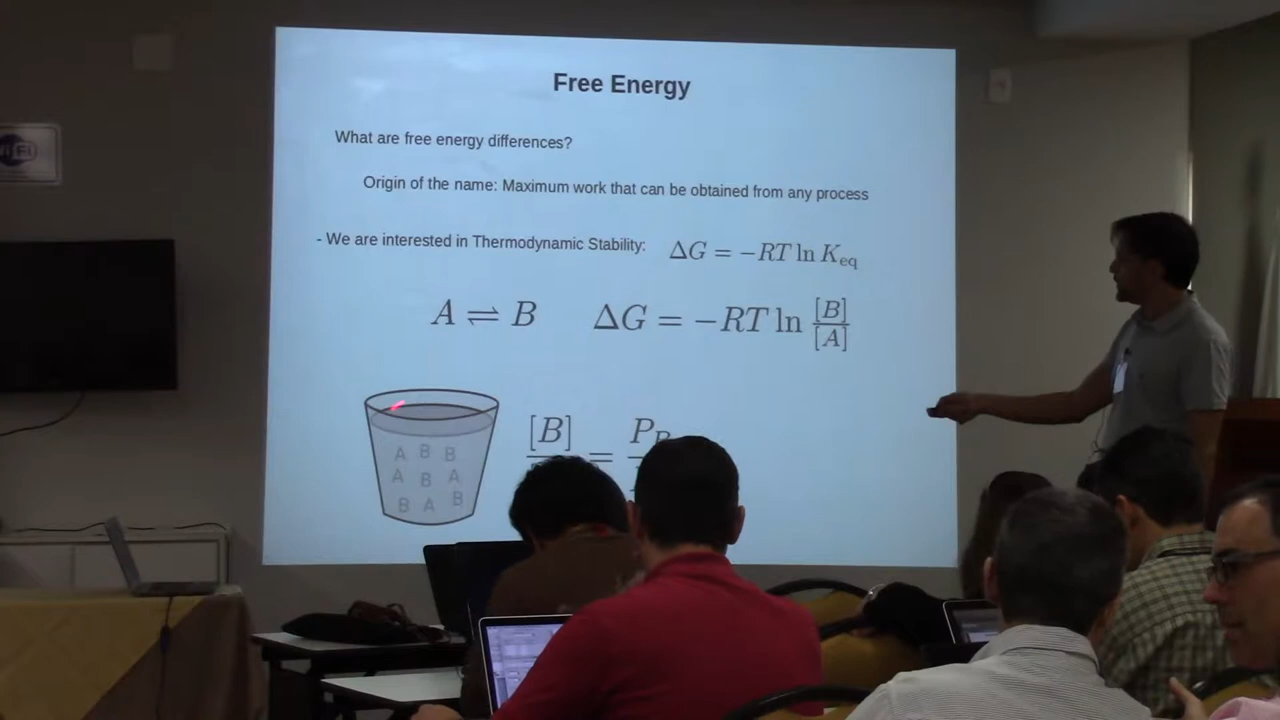 Free Energy
What are free energy differences?
Origin of the name: Maximum work that can be obtained from any process
- We are interested in Thermodynamic Stability: ΔG = −RT ln K_eq
A ⇌ B ΔG = −RT ln [B]/[A]
[B] = P_B
A B B
A B A
B A B